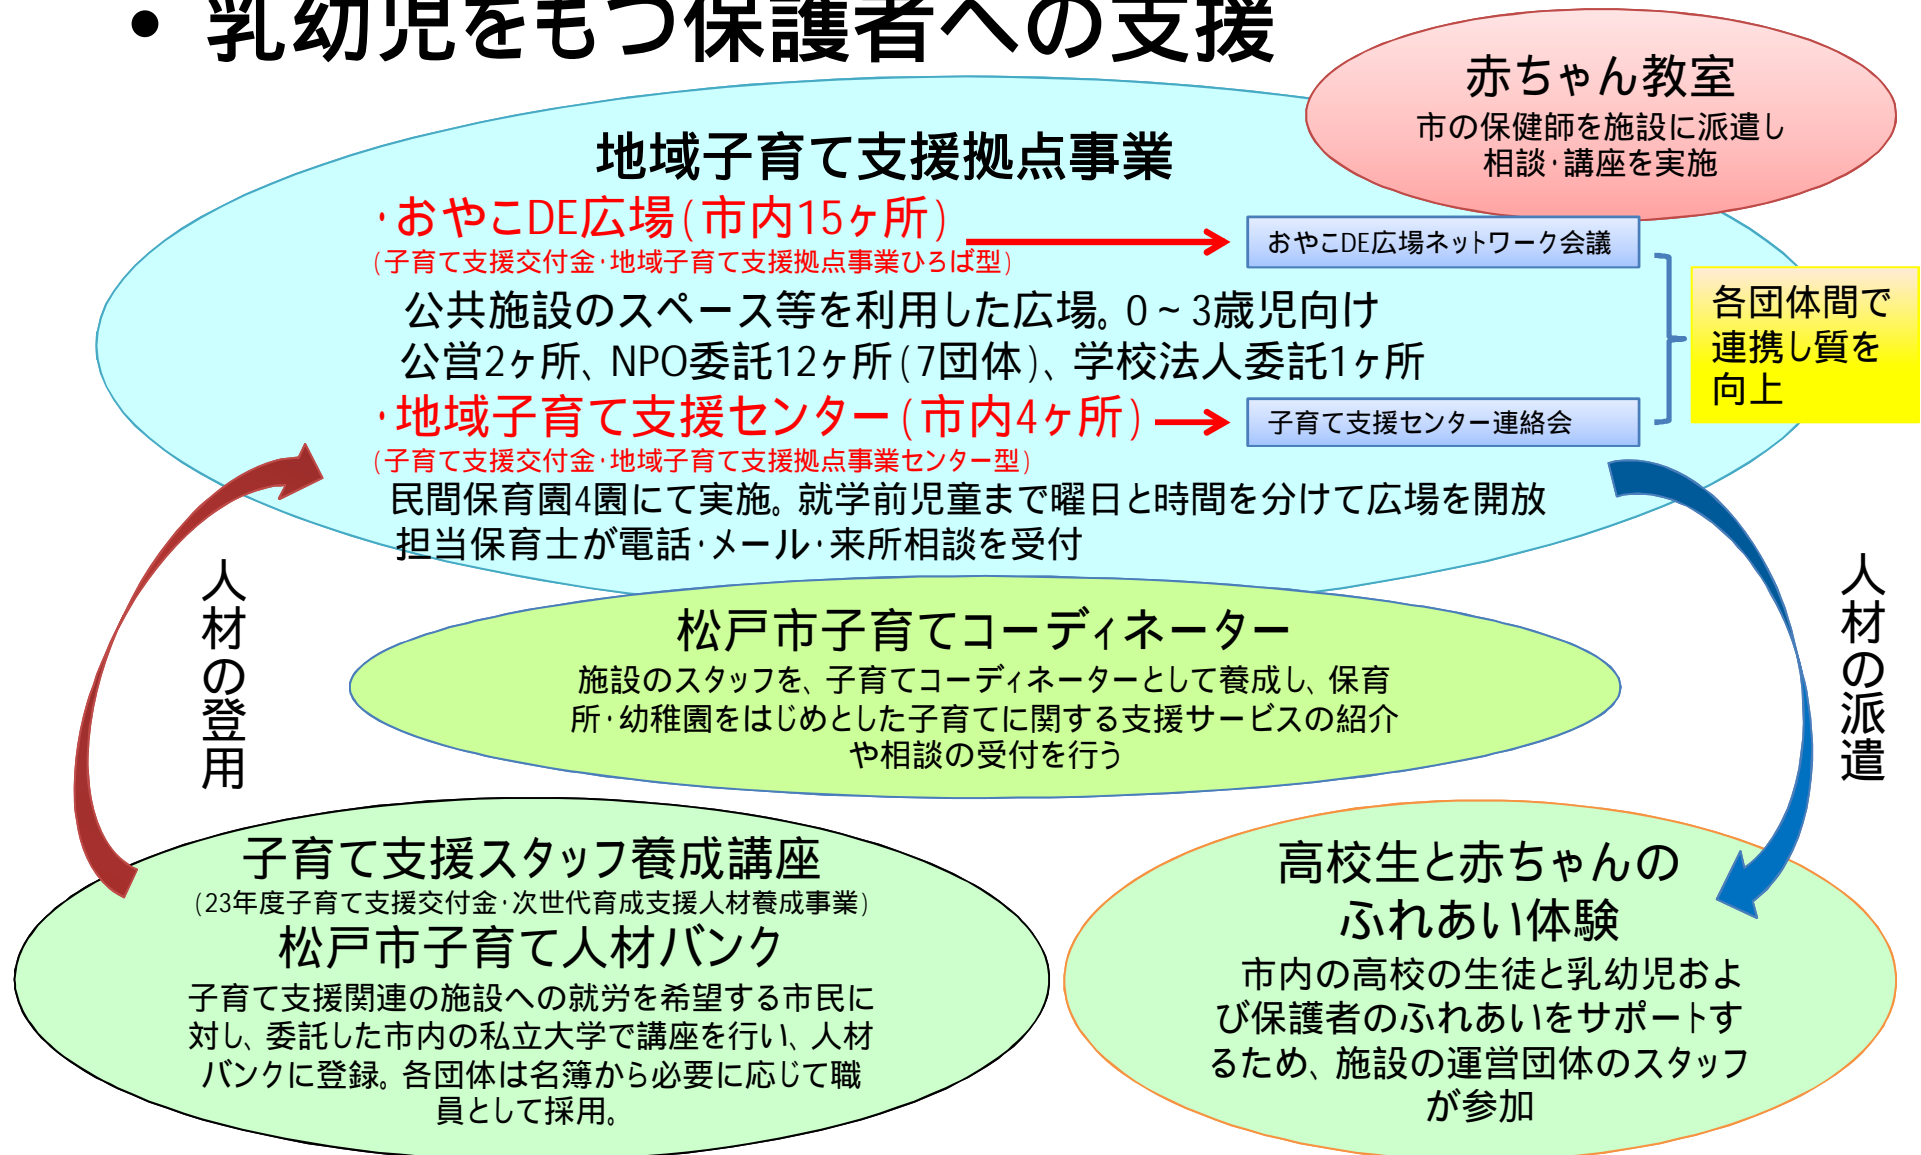 • 乳幼児をもつ保護者への支援
赤ちゃん教室
市の保健師を施設に派遣し
相談・講座を実施
地域子育て支援拠点事業
・おやこDE広場(市内15ヶ所)
(子育て支援交付金・地域子育て支援拠点事業ひろば型)
おやこDE広場ネットワーク会議
公共施設のスペース等を利用した広場。0~3歳児向け
公営2ヶ所、NPO委託12ヶ所(7団体)、学校法人委託1ヶ所
各団体間で
連携し質を
向上
・地域子育て支援センター(市内4ヶ所)
(子育て支援交付金・地域子育て支援拠点事業センター型)
子育て支援センター連絡会
民間保育園4園にて実施。就学前児童まで曜日と時間を分けて広場を開放
担当保育士が電話・メール・来所相談を受付
人材の登用
人材の派遣
松戸市子育てコーディネーター
施設のスタッフを、子育てコーディネーターとして養成し、保育
所・幼稚園をはじめとした子育てに関する支援サービスの紹介
や相談の受付を行う
子育て支援スタッフ養成講座
(23年度子育て支援交付金・次世代育成支援人材養成事業)
松戸市子育て人材バンク
子育て支援関連の施設への就労を希望する市民に
対し、委託した市内の私立大学で講座を行い、人材
バンクに登録。各団体は名簿から必要に応じて職
員として採用。
高校生と赤ちゃんの
ふれあい体験
市内の高校の生徒と乳幼児およ
び保護者のふれあいをサポートす
るため、施設の運営団体のスタッフ
が参加